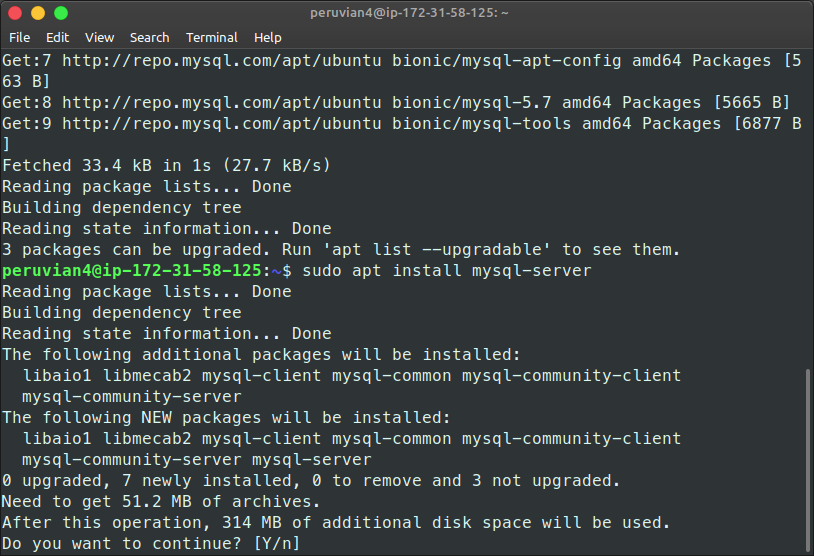 peruvian4@ip-172-31-58-125: ~
File Edit View Search Terminal Help
Get:7 http://repo.mysql.com/apt/ubuntu bionic/mysql-apt-config amd64 Packages [5
63 B]
Get:8 http://repo.mysql.com/apt/ubuntu bionic/mysql-5.7 amd64 Packages [5665 B]
Get:9 http://repo.mysql.com/apt/ubuntu bionic/mysql-tools amd64 Packages [6877 B
]
Fetched 33.4 kB in 1s (27.7 kB/s)
Reading package lists... Done
Building dependency tree
Reading state information... Done
3 packages can be upgraded. Run 'apt list --upgradable' to see them.
peruvian4@ip-172-31-58-125:~$ sudo apt install mysql-server
Reading package lists... Done
Building dependency tree
Reading state information... Done
The following additional packages will be installed:
  libaio1 libmecab2 mysql-client mysql-common mysql-community-client
  mysql-community-server
The following NEW packages will be installed:
  libaio1 libmecab2 mysql-client mysql-common mysql-community-client
  mysql-community-server mysql-server
0 upgraded, 7 newly installed, 0 to remove and 3 not upgraded.
Need to get 51.2 MB of archives.
After this operation, 314 MB of additional disk space will be used.
Do you want to continue? [Y/n]